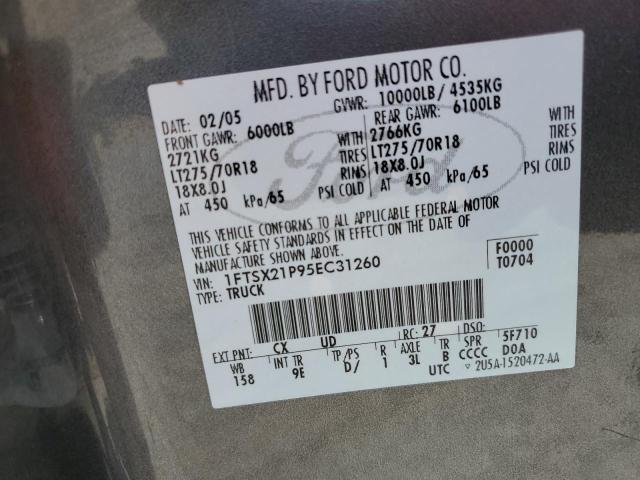 MFD. BY FORD MOTOR CO.
DATE: 02/05 GVWR: 10000LB/ 4535KG
FRONT GAWR: 6000LB REAR GAWR: 6100LB
2721KG WITH 2766KG WITH
LT275/70R18 TIRES LT275/70R18 TIRES
18X8.0J RIMS 18X8.0J RIMS
AT 450 kPa/65 PSI COLD AT 450 kPa/65 PSI COLD
Ford
THIS VEHICLE CONFORMS TO ALL APPLICABLE FEDERAL MOTOR
VEHICLE SAFETY STANDARDS IN EFFECT ON THE DATE OF
MANUFACTURE SHOWN ABOVE.
VIN: 1FTSX21P95EC31260 F0000
TYPE: TRUCK T0704
EXT PNT: CX UD RC: 27 DSO:
WB INT TR TP/PS R AXLE TR SPR 5F710
158 9E D/ 1 3L B CCCC DOA
UTC ▽ 2U5A-1520472-AA